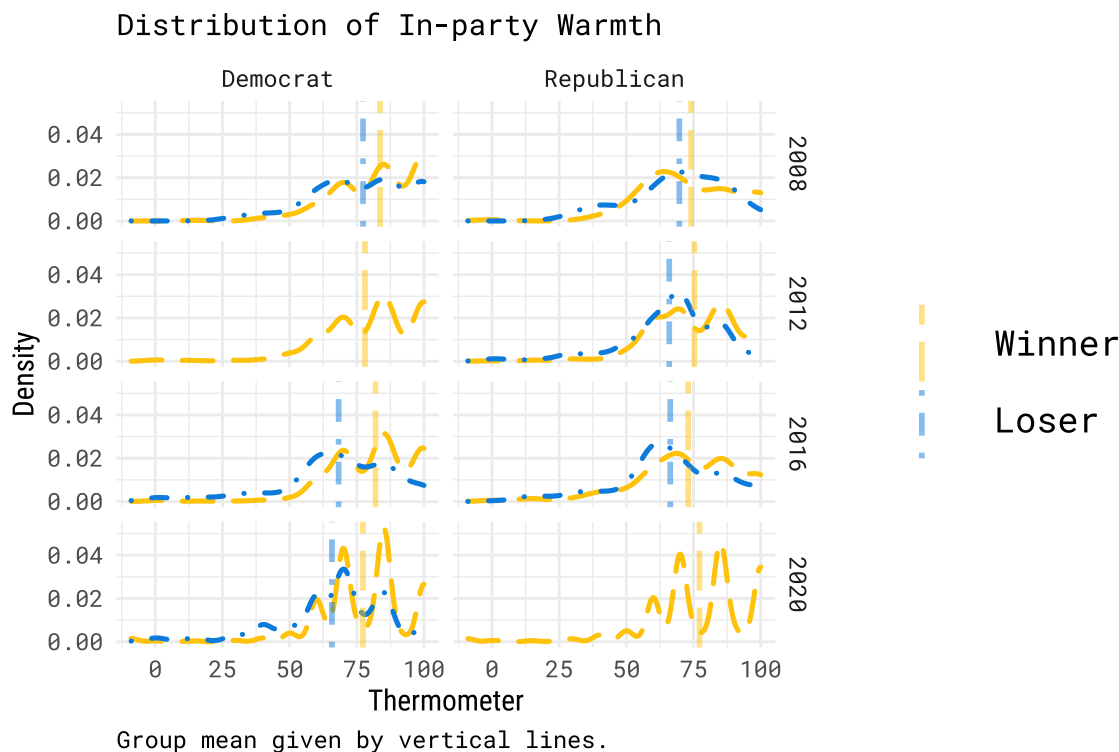 Distribution of In-party Warmth
Democrat
Republican
0.04
0.02
0.00
2008
0.04
0.02
0.00
2012
0.04
0.02
0.00
2016
0.04
0.02
0.00
2020
Density
0 25 50 75 100
0 25 50 75 100
Thermometer
Winner
Loser
Group mean given by vertical lines.